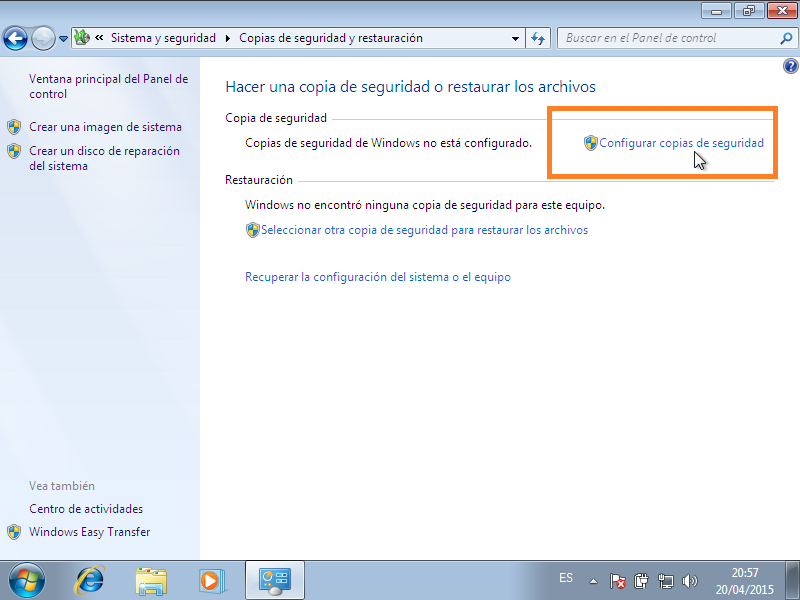 « Sistema y seguridad ▸ Copias de seguridad y restauración
Buscar en el Panel de control
Ventana principal del Panel de
control
Crear una imagen de sistema
Crear un disco de reparación
del sistema
Hacer una copia de seguridad o restaurar los archivos
Copia de seguridad
Copias de seguridad de Windows no está configurado.
Configurar copias de seguridad
Restauración
Windows no encontró ninguna copia de seguridad para este equipo.
Seleccionar otra copia de seguridad para restaurar los archivos
Recuperar la configuración del sistema o el equipo
Vea también
Centro de actividades
Windows Easy Transfer
ES
20:57
20/04/2015